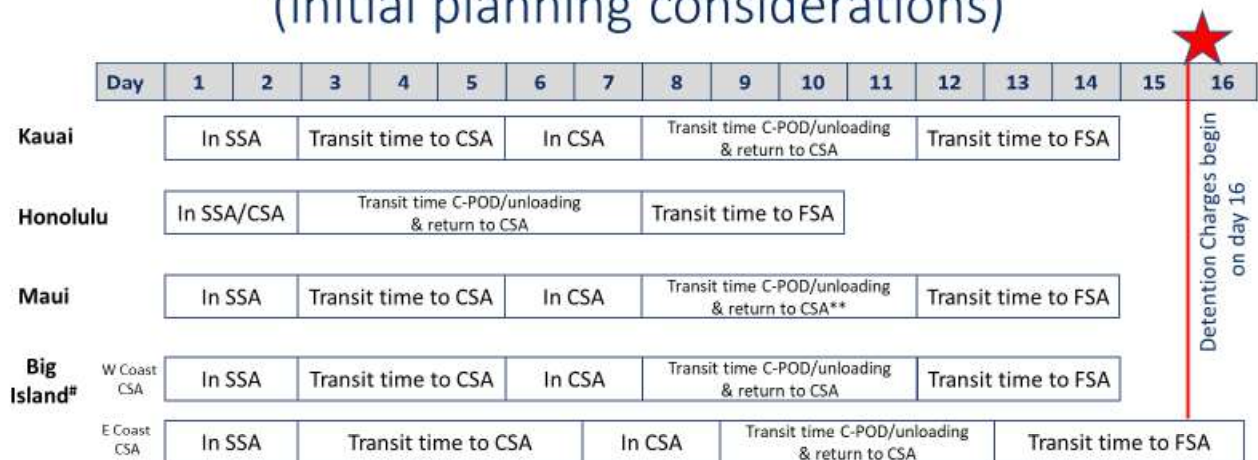 (Initial planning considerations)
Day 1 2 3 4 5 6 7 8 9 10 11 12 13 14 15 16
Kauai
In SSA
Transit time to CSA
In CSA
Transit time C-POD/unloading
& return to CSA
Transit time to FSA
Honolulu
In SSA/CSA
Transit time C-POD/unloading
& return to CSA
Transit time to FSA
Maui
In SSA
Transit time to CSA
In CSA
Transit time C-POD/unloading
& return to CSA**
Transit time to FSA
Big
Island#
W Coast
CSA
In SSA
Transit time to CSA
In CSA
Transit time C-POD/unloading
& return to CSA
Transit time to FSA
E Coast
CSA
In SSA
Transit time to CSA
In CSA
Transit time C-POD/unloading
& return to CSA
Transit time to FSA
Detention Charges begin
on day 16